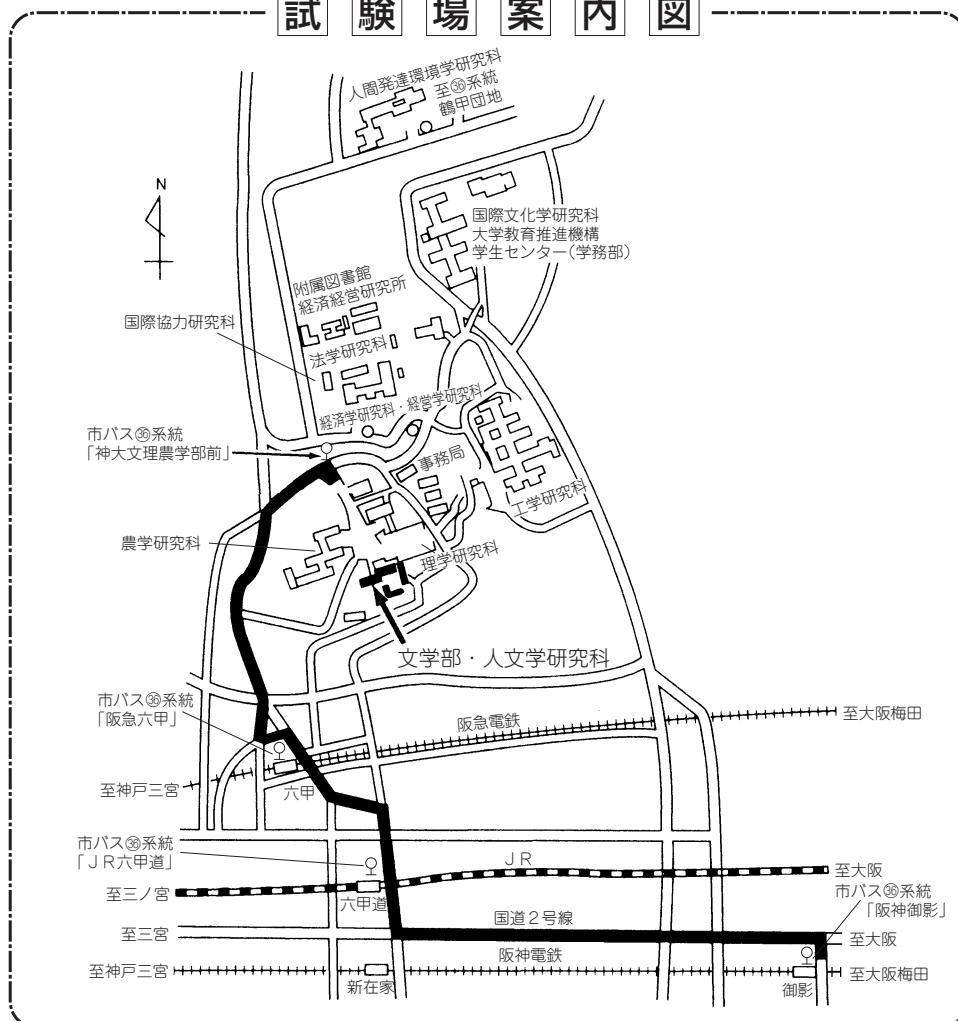 試験場案内図
人間発達環境学研究科
至㊱系統
鶴甲団地
N
国際文化学研究科
大学教育推進機構
学生センター(学務部)
附属図書館
経済経営研究所
国際協力研究科
法学研究科
経済学研究科・経営学研究科
市バス㊱系統
「神大文理農学部前」
事務局
工学研究科
農学研究科
理学研究科
文学部・人文学研究科
市バス㊱系統
「阪急六甲」
阪急電鉄
至大阪梅田
至神戸三宮
六甲
市バス㊱系統
「JR六甲道」
JR
至大阪
至三ノ宮
六甲道
市バス㊱系統
「阪神御影」
国道2号線
至三宮
至大阪
阪神電鉄
至神戸三宮
至大阪梅田
新在家
御影